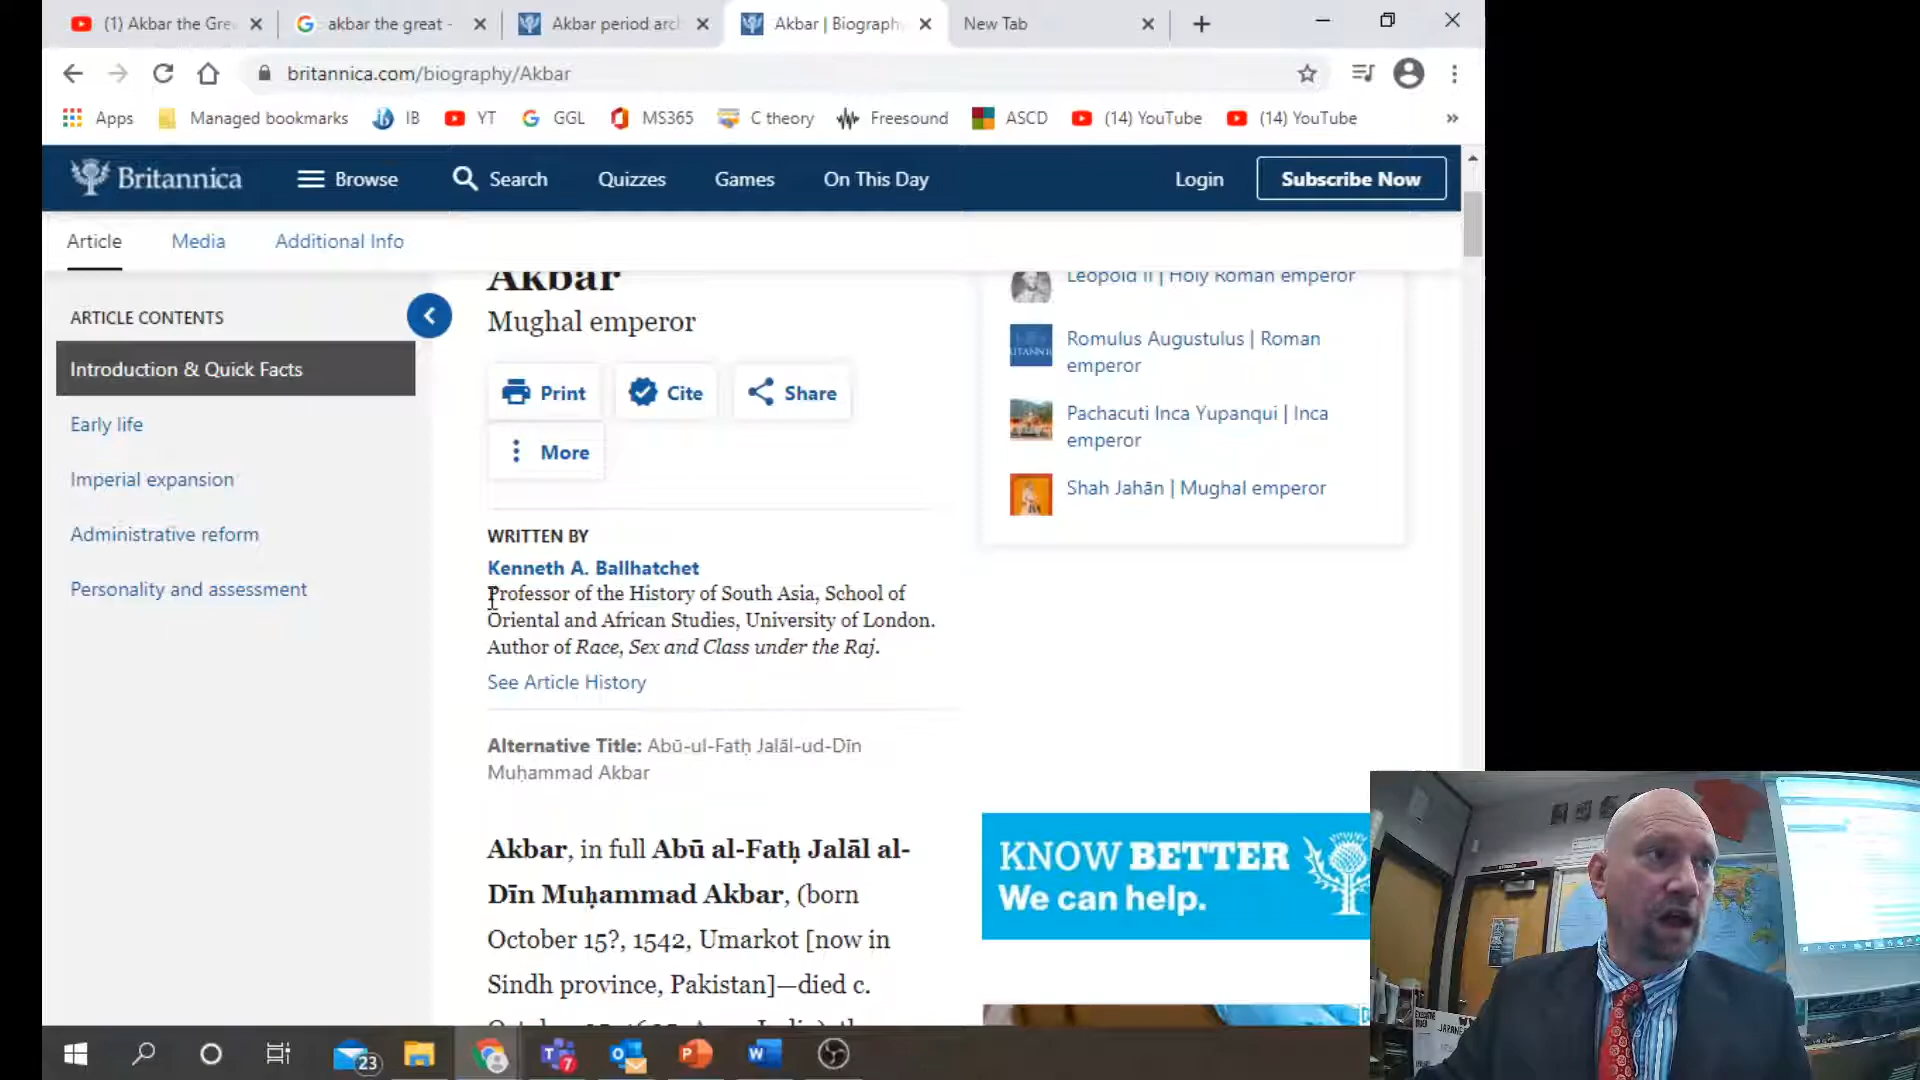 (1) Akbar the Gre
akbar the great -
Akbar period arc
Akbar | Biography
New Tab
britannica.com/biography/Akbar
Apps
Managed bookmarks
IB
YT
GGL
MS365
C theory
Freesound
ASCD
(14) YouTube
(14) YouTube
»
Britannica
Browse
Search
Quizzes
Games
On This Day
Login
Subscribe Now
Article
Media
Additional Info
ARTICLE CONTENTS
Introduction & Quick Facts
Early life
Imperial expansion
Administrative reform
Personality and assessment
Akbar
Mughal emperor
Print
Cite
Share
More
WRITTEN BY
Kenneth A. Ballhatchet
Professor of the History of South Asia, School of
Oriental and African Studies, University of London.
Author of Race, Sex and Class under the Raj.
See Article History
Alternative Title: Abū-ul-Fatḥ Jalāl-ud-Dīn
Muḥammad Akbar
Akbar, in full Abū al-Fatḥ Jalāl al-
Dīn Muḥammad Akbar, (born
October 15?, 1542, Umarkot [now in
Sindh province, Pakistan]—died c.
Leopold II | Holy Roman emperor
Romulus Augustulus | Roman
emperor
Pachacuti Inca Yupanqui | Inca
emperor
Shah Jahān | Mughal emperor
KNOW BETTER
We can help.
23
7